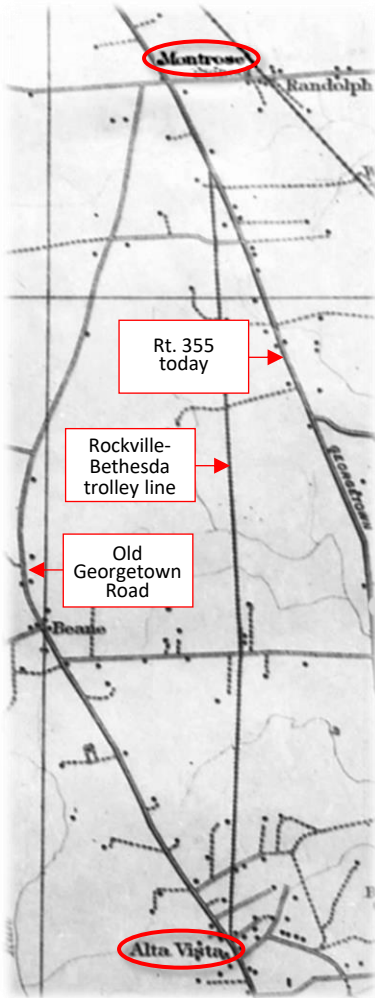 Montrose
Randolph
Rt. 355
today
Rockville-
Bethesda
trolley line
GEORGETOWN
Old
Georgetown
Road
Beane
Alta Vista